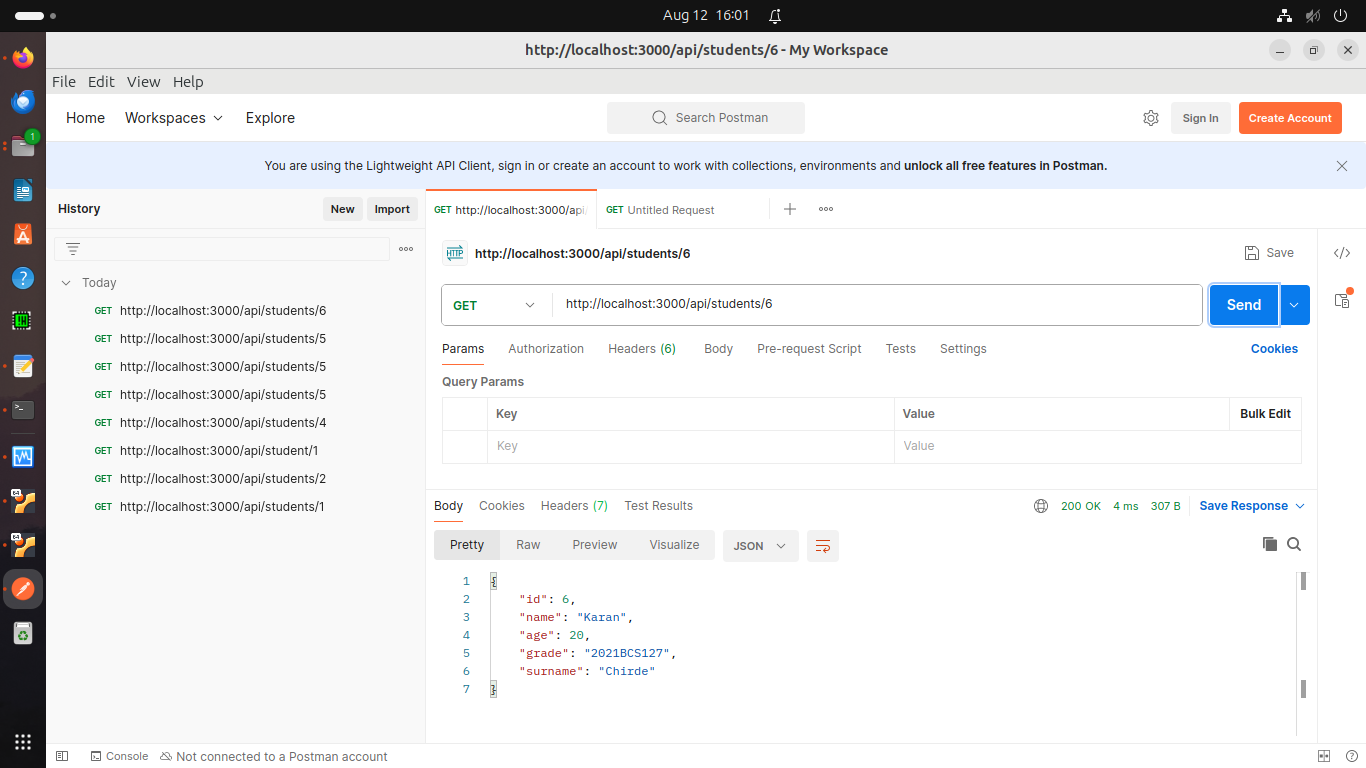 Aug 12 16:01
http://localhost:3000/api/students/6 - My Workspace
File Edit View Help
Home Workspaces Explore Search Postman Sign In Create Account
You are using the Lightweight API Client, sign in or create an account to work with collections, environments and unlock all free features in Postman.
History New Import
GET http://localhost:3000/api. GET Untitled Request
HTTP http://localhost:3000/api/students/6 Save
Today
GET http://localhost:3000/api/students/6
GET http://localhost:3000/api/students/5
GET http://localhost:3000/api/students/5
GET http://localhost:3000/api/students/5
GET http://localhost:3000/api/students/4
GET http://localhost:3000/api/student/1
GET http://localhost:3000/api/students/2
GET http://localhost:3000/api/students/1
GET http://localhost:3000/api/students/6 Send
Params Authorization Headers (6) Body Pre-request Script Tests Settings Cookies
Query Params
Key Value Bulk Edit
Key Value
Body Cookies Headers (7) Test Results 200 OK 4 ms 307 B Save Response
Pretty Raw Preview Visualize JSON
1 {
2 "id": 6,
3 "name": "Karan",
4 "age": 20,
5 "grade": "2021BCS127",
6 "surname": "Chirde"
7 }
1
64
64
Console Not connected to a Postman account